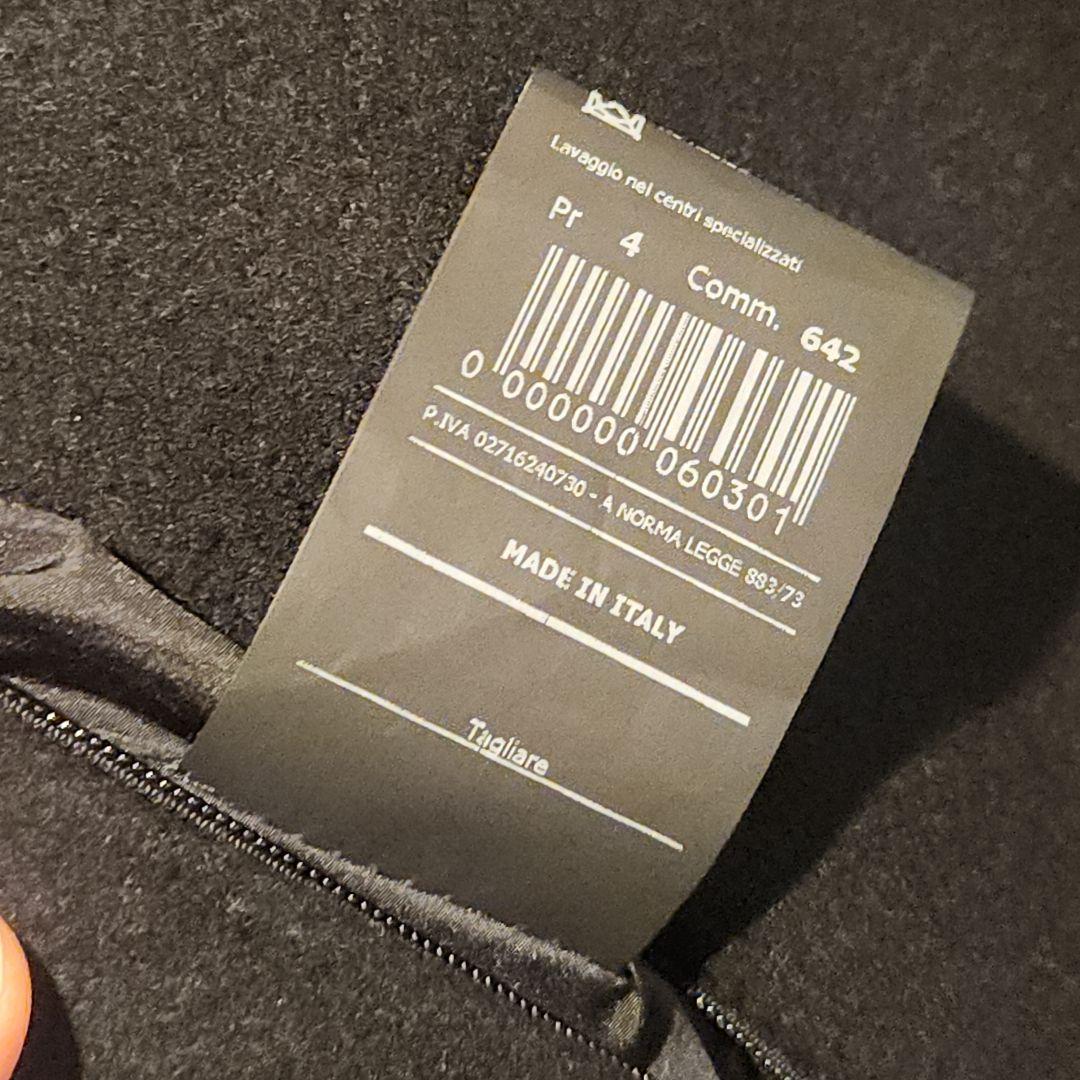 Lavaggio nei centri specializzati
Pr 4 Comm. 642
0 000000 060301
P.IVA 02716240730 - A NORMA LEGGE 883/73
MADE IN ITALY
Tagliare